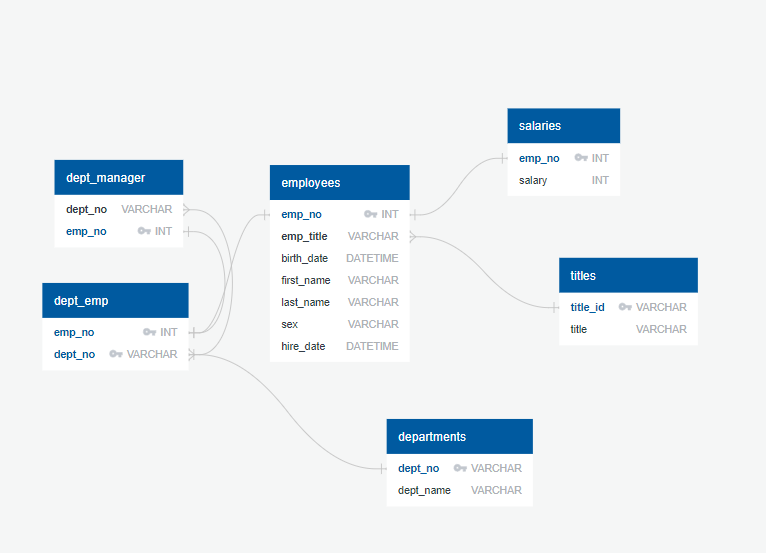 salaries
emp_no INT
salary INT
dept_manager
dept_no VARCHAR
emp_no INT
employees
emp_no INT
emp_title VARCHAR
birth_date DATETIME
first_name VARCHAR
last_name VARCHAR
sex VARCHAR
hire_date DATETIME
titles
title_id VARCHAR
title VARCHAR
dept_emp
emp_no INT
dept_no VARCHAR
departments
dept_no VARCHAR
dept_name VARCHAR